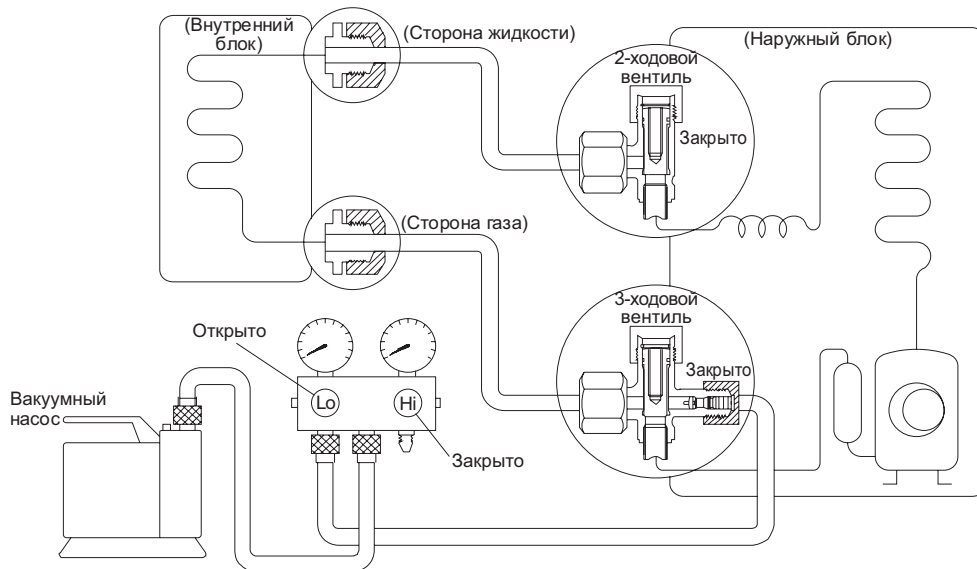 (Внутренний
блок)
(Сторона жидкости)
(Наружный блок)
2-ходовой
вентиль
Закрыто
(Сторона газа)
3-ходовой
вентиль
Закрыто
Открыто
Lo
Hi
Вакуумный
насос
Закрыто